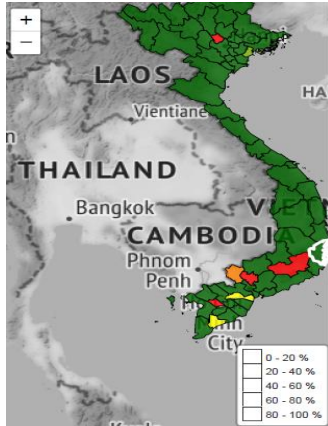 +
−
LAOS
HA
Vientiane
THAILAND
Bangkok
VIETN
CAMBODIA
Phnom
Penh
City
0 - 20 %
20 - 40 %
40 - 60 %
60 - 80 %
80 - 100 %